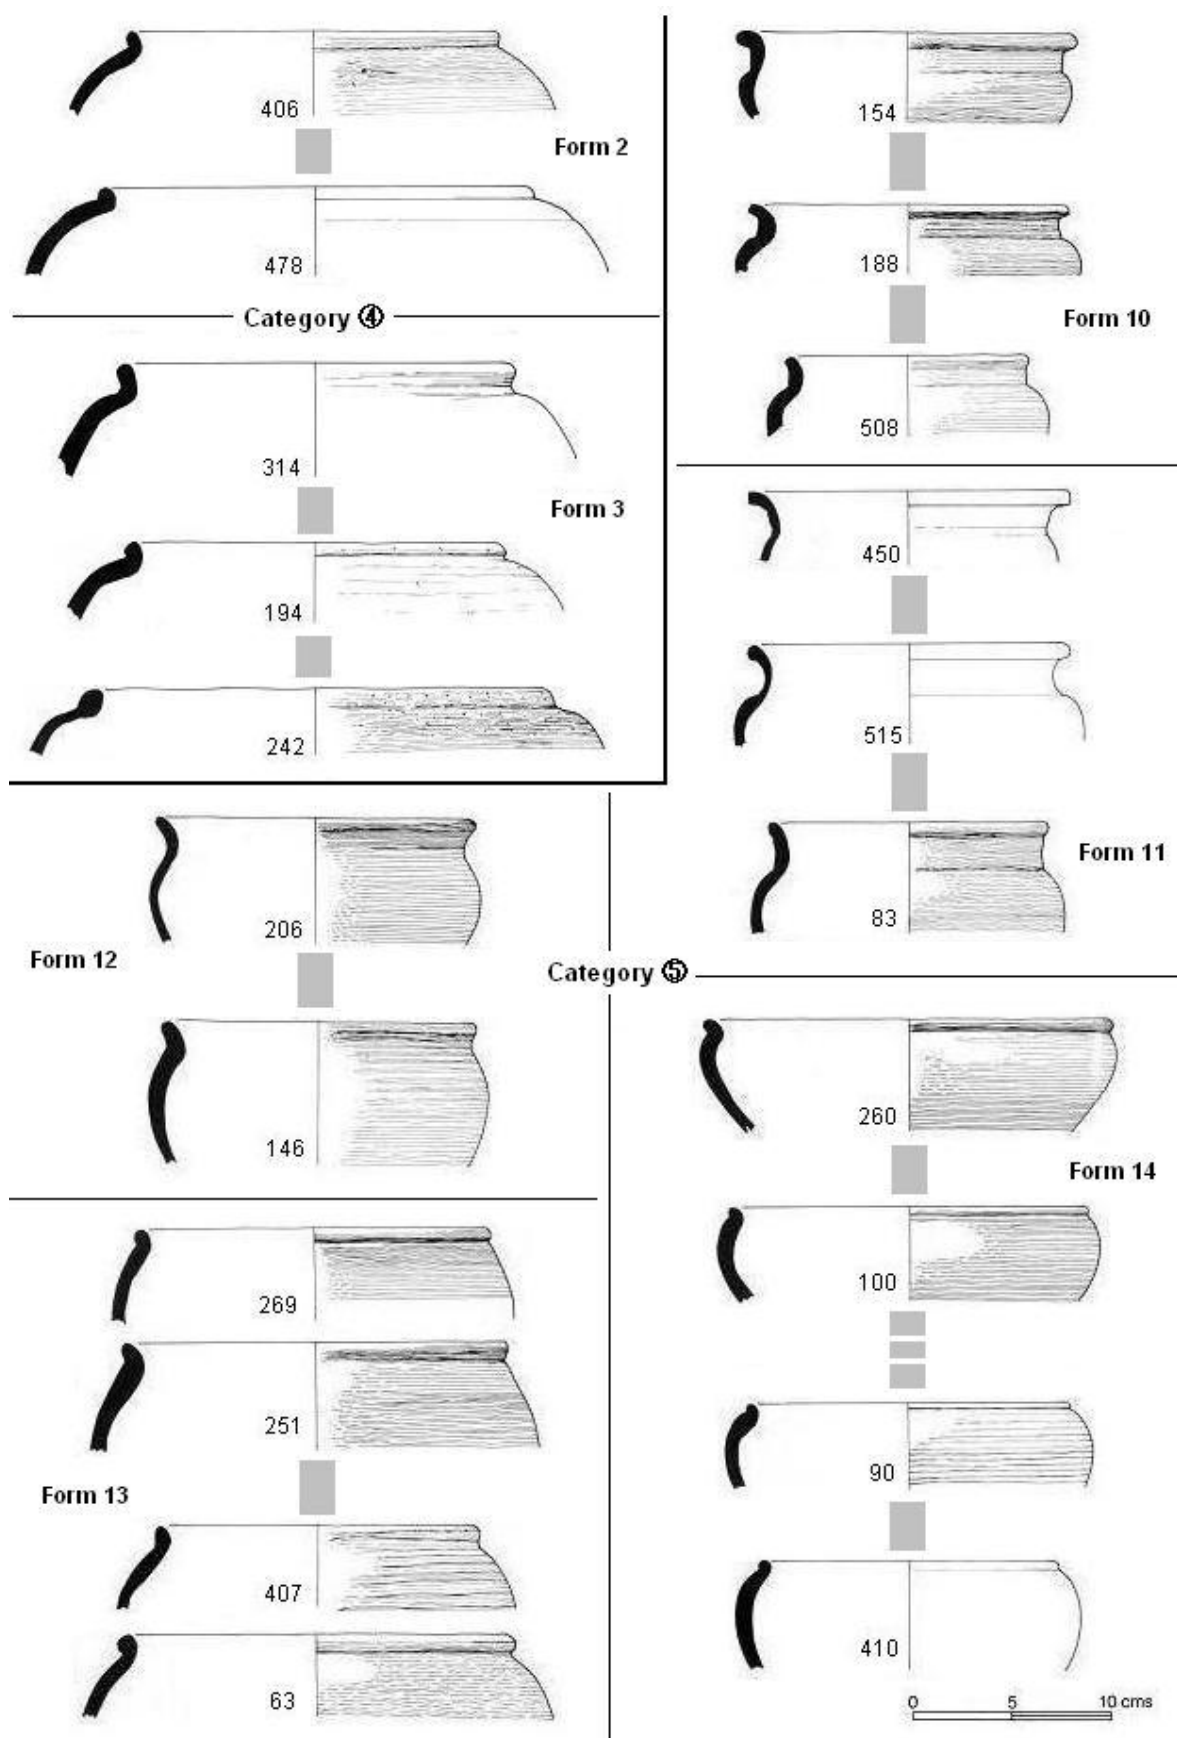 406
Form 2
478
Category ④
314
Form 3
194
242
154
188
Form 10
508
450
515
Form 11
83
206
Form 12
146
Category ⑤
269
251
Form 13
407
63
260
Form 14
100
90
410
0 5 10 cms